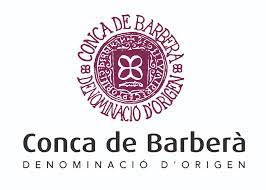 CONCA DE BARBERÀ
DENOMINACIÓ D'ORIGEN
Conca de Barberà
DENOMINACIÓ D'ORIGEN